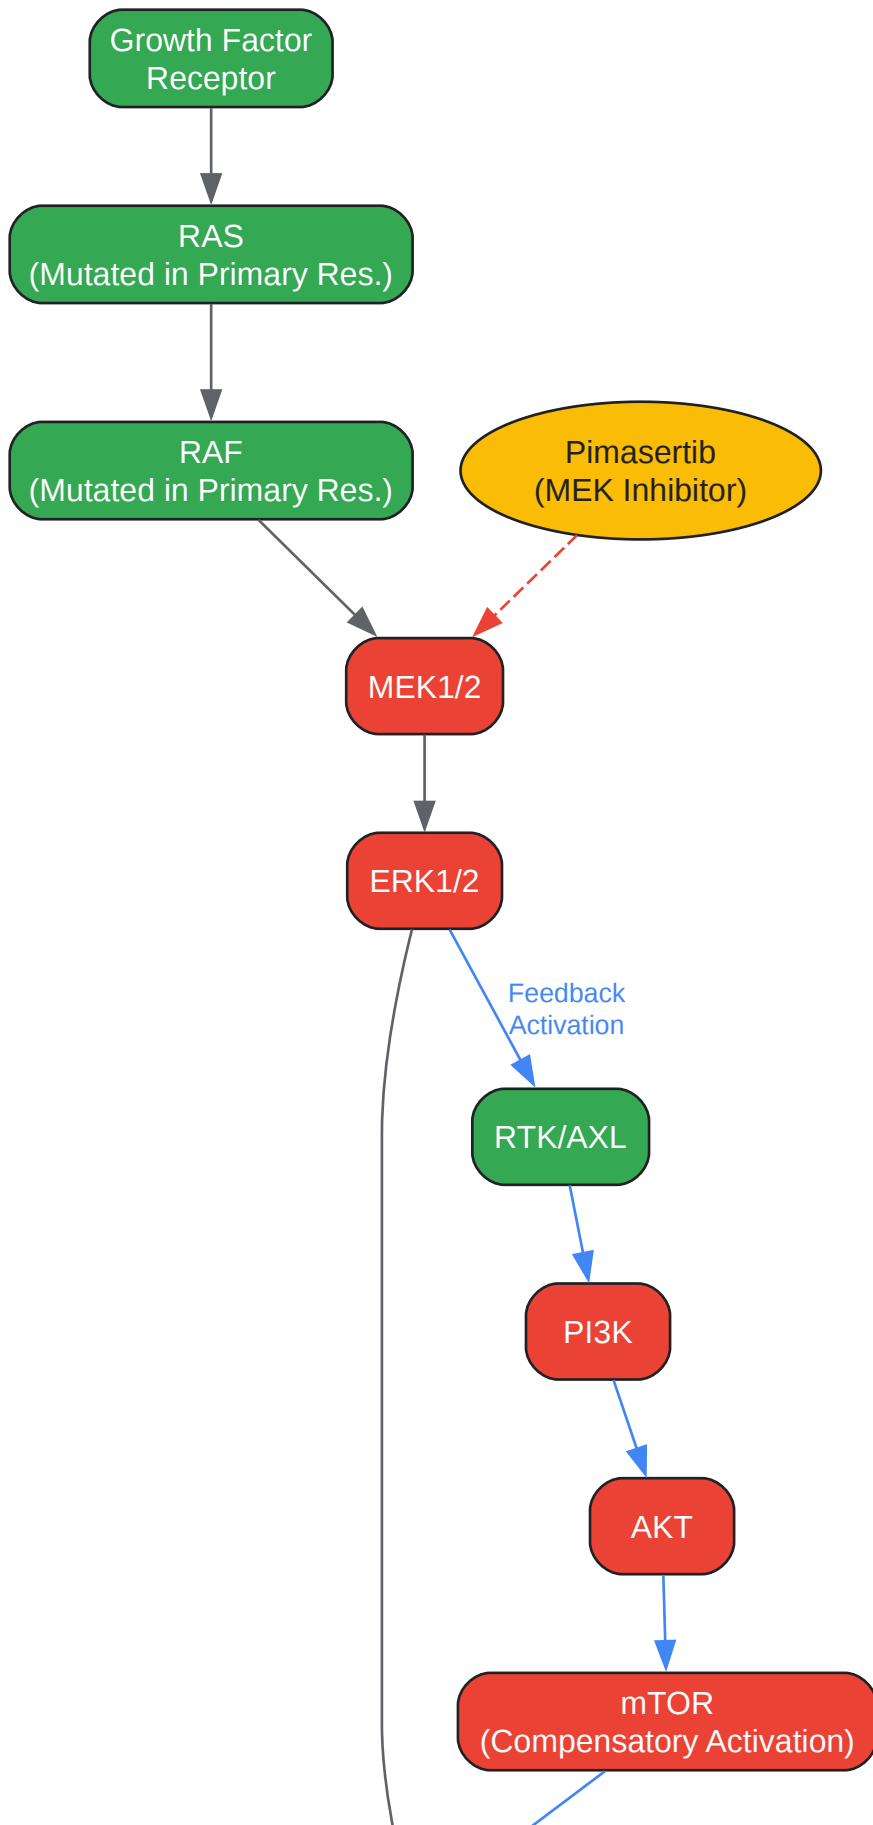 Growth Factor
Receptor
RAS
(Mutated in Primary Res.)
RAF
(Mutated in Primary Res.)
Pimasertib
(MEK Inhibitor)
MEK1/2
ERK1/2
Feedback
Activation
RTK/AXL
PI3K
AKT
mTOR
(Compensatory Activation)